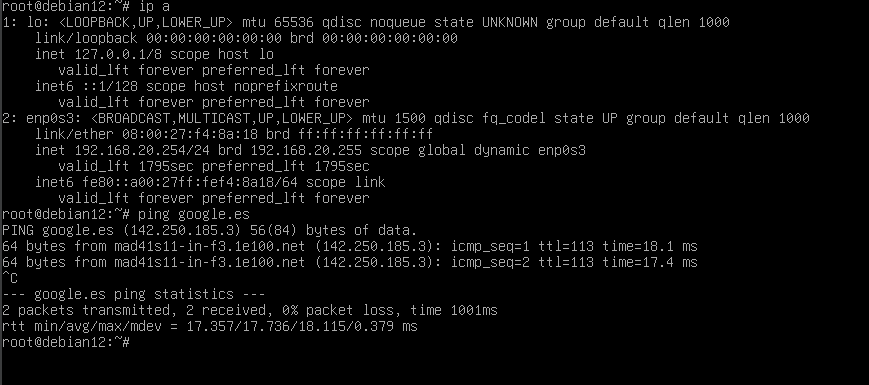 root@debian12:~# ip a
1: lo: <LOOPBACK,UP,LOWER_UP> mtu 65536 qdisc noqueue state UNKNOWN group default qlen 1000
    link/loopback 00:00:00:00:00:00 brd 00:00:00:00:00:00
    inet 127.0.0.1/8 scope host lo
       valid_lft forever preferred_lft forever
    inet6 ::1/128 scope host noprefixroute
       valid_lft forever preferred_lft forever
2: enp0s3: <BROADCAST,MULTICAST,UP,LOWER_UP> mtu 1500 qdisc fq_codel state UP group default qlen 1000
    link/ether 08:00:27:f4:8a:18 brd ff:ff:ff:ff:ff:ff
    inet 192.168.20.254/24 brd 192.168.20.255 scope global dynamic enp0s3
       valid_lft 1795sec preferred_lft 1795sec
    inet6 fe80::a00:27ff:fef4:8a18/64 scope link
       valid_lft forever preferred_lft forever
root@debian12:~# ping google.es
PING google.es (142.250.185.3) 56(84) bytes of data.
64 bytes from mad41s11-in-f3.1e100.net (142.250.185.3): icmp_seq=1 ttl=113 time=18.1 ms
64 bytes from mad41s11-in-f3.1e100.net (142.250.185.3): icmp_seq=2 ttl=113 time=17.4 ms
^C
--- google.es ping statistics ---
2 packets transmitted, 2 received, 0% packet loss, time 1001ms
rtt min/avg/max/mdev = 17.357/17.736/18.115/0.379 ms
root@debian12:~#